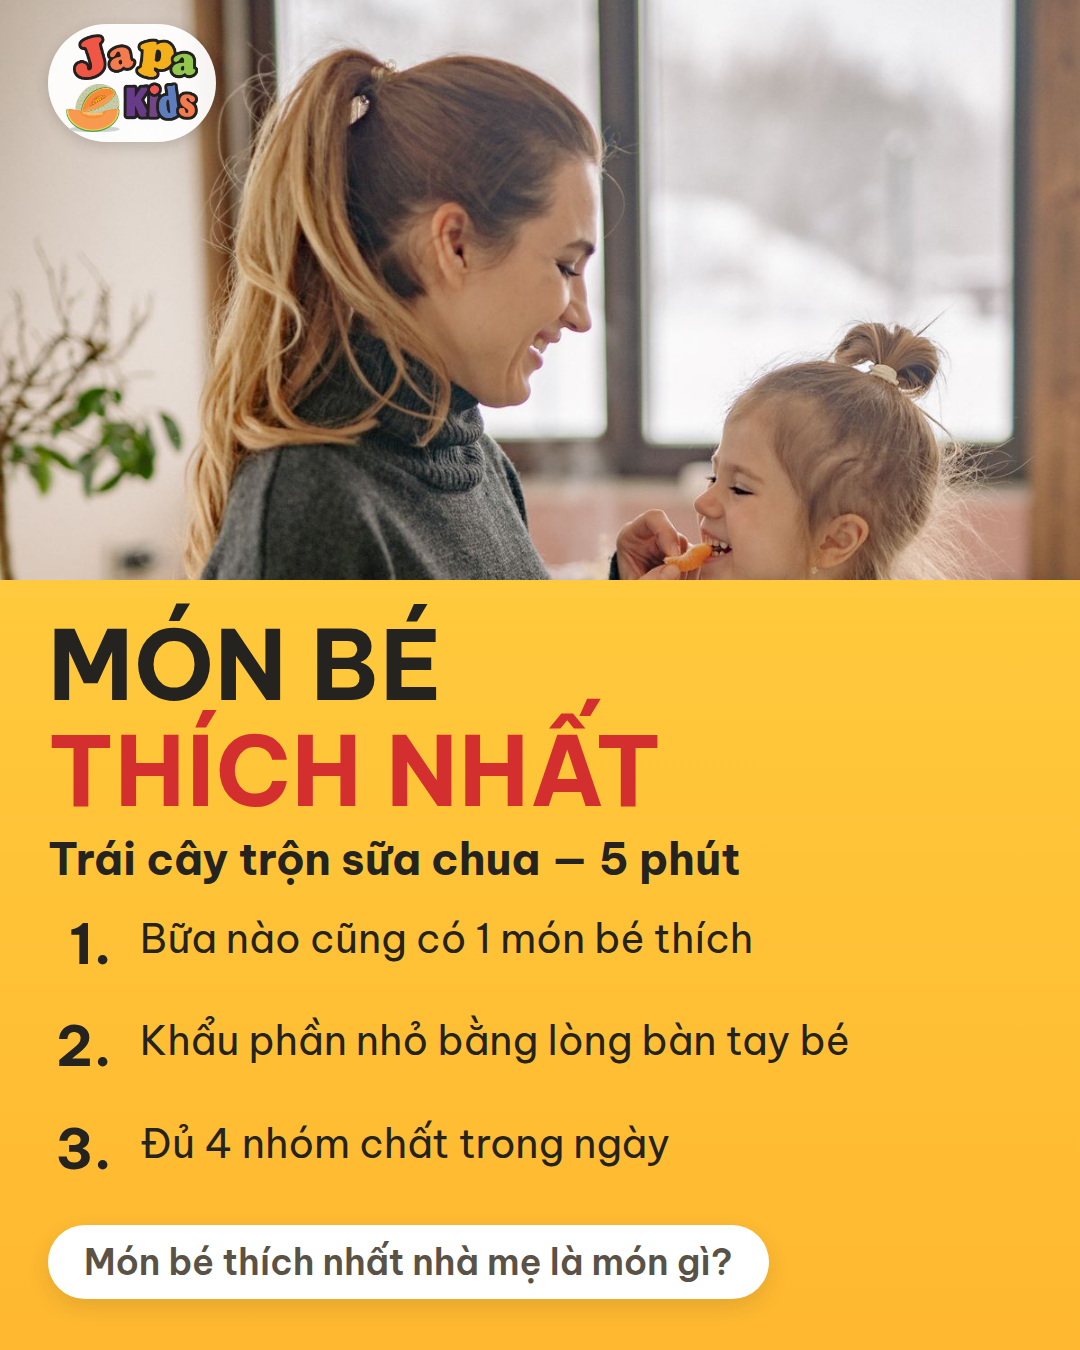 Japa
Kids
MÓN BÉ
THÍCH NHẤT
Trái cây trộn sữa chua – 5 phút
1. Bữa nào cũng có 1 món bé thích
2. Khẩu phần nhỏ bằng lòng bàn tay bé
3. Đủ 4 nhóm chất trong ngày
Món bé thích nhất nhà mẹ là món gì?